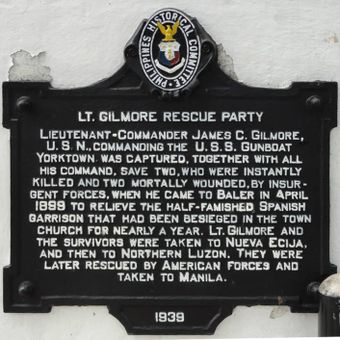 PHILIPPINES HISTORICAL COMMITTEE
LT. GILMORE RESCUE PARTY
LIEUTENANT-COMMANDER JAMES C. GILMORE,
U.S.N., COMMANDING THE U.S.S. GUNBOAT
YORKTOWN WAS CAPTURED, TOGETHER WITH ALL
HIS COMMAND, SAVE TWO, WHO WERE INSTANTLY
KILLED AND TWO MORTALLY WOUNDED, BY INSUR-
GENT FORCES, WHEN HE CAME TO BALER IN APRIL
1899 TO RELIEVE THE HALF-FAMISHED SPANISH
GARRISON THAT HAD BEEN BESIEGED IN THE TOWN
CHURCH FOR NEARLY A YEAR. LT. GILMORE AND
THE SURVIVORS WERE TAKEN TO NUEVA ECIJA,
AND THEN TO NORTHERN LUZON. THEY WERE
LATER RESCUED BY AMERICAN FORCES AND
TAKEN TO MANILA.
1939